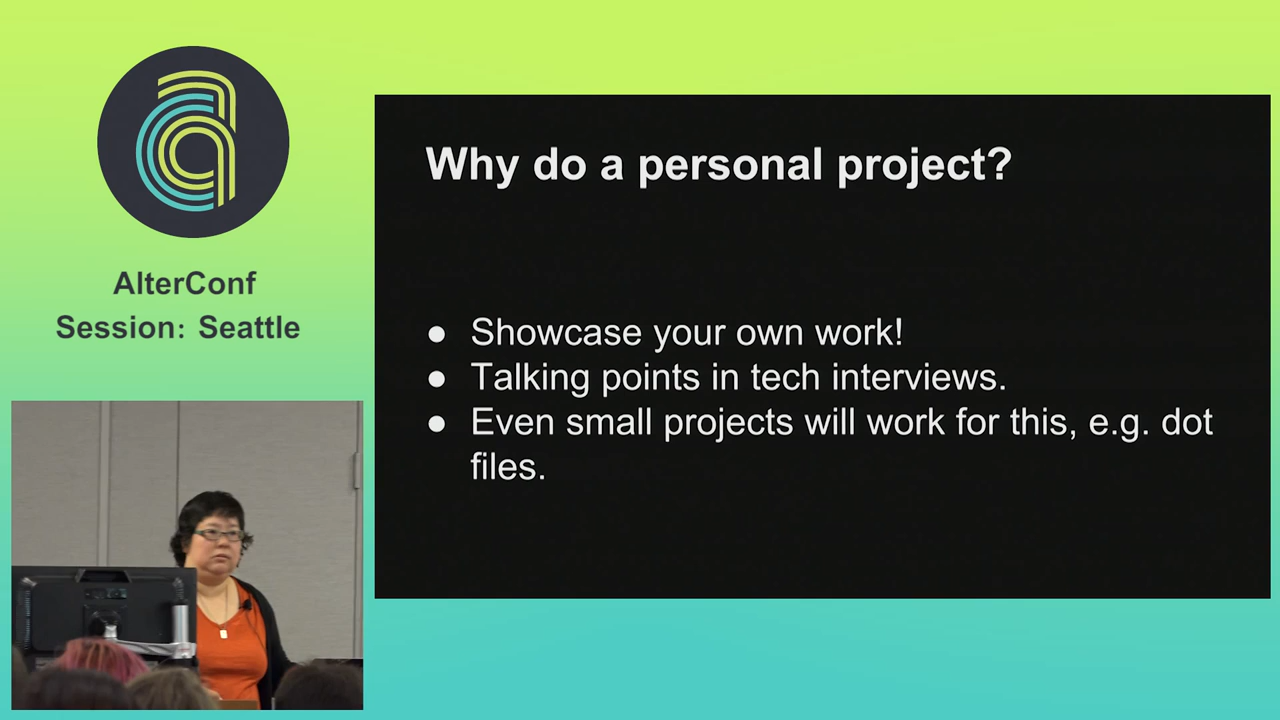 AlterConf
Session: Seattle
Why do a personal project?
● Showcase your own work!
● Talking points in tech interviews.
● Even small projects will work for this, e.g. dot
files.